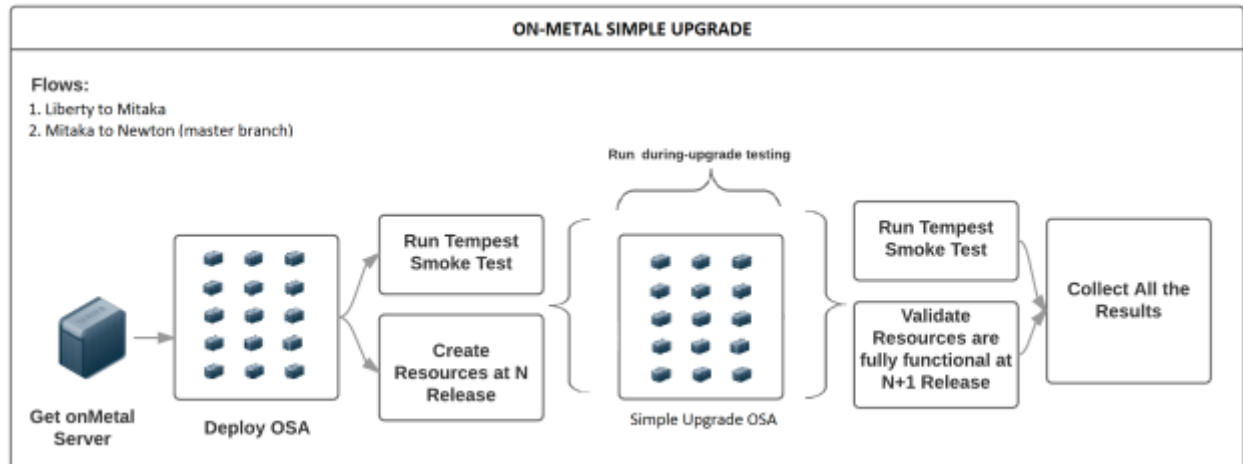 ON-METAL SIMPLE UPGRADE
Flows:
1. Liberty to Mitaka
2. Mitaka to Newton (master branch)
Run during-upgrade testing
Run Tempest
Smoke Test
Create
Resources at N
Release
Run Tempest
Smoke Test
Validate
Resources are
fully functional at
N+1 Release
Collect All the
Results
Get onMetal
Server
Deploy OSA
Simple Upgrade OSA